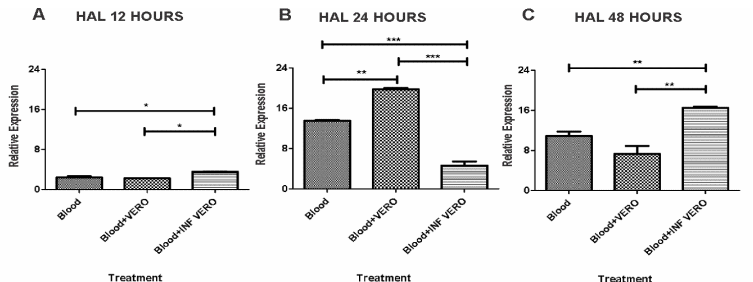 A HAL 12 HOURS
Relative Expression
24
16
8
0
*
*
Blood
Blood+VERO
Blood+INF VERO
Treatment
B HAL 24 HOURS
Relative Expression
24
16
8
0
***
***
**
Blood
Blood+VERO
Blood+INF VERO
Treatment
C HAL 48 HOURS
Relative Expression
24
16
8
0
**
**
Blood
Blood+VERO
Blood+INF VERO
Treatment